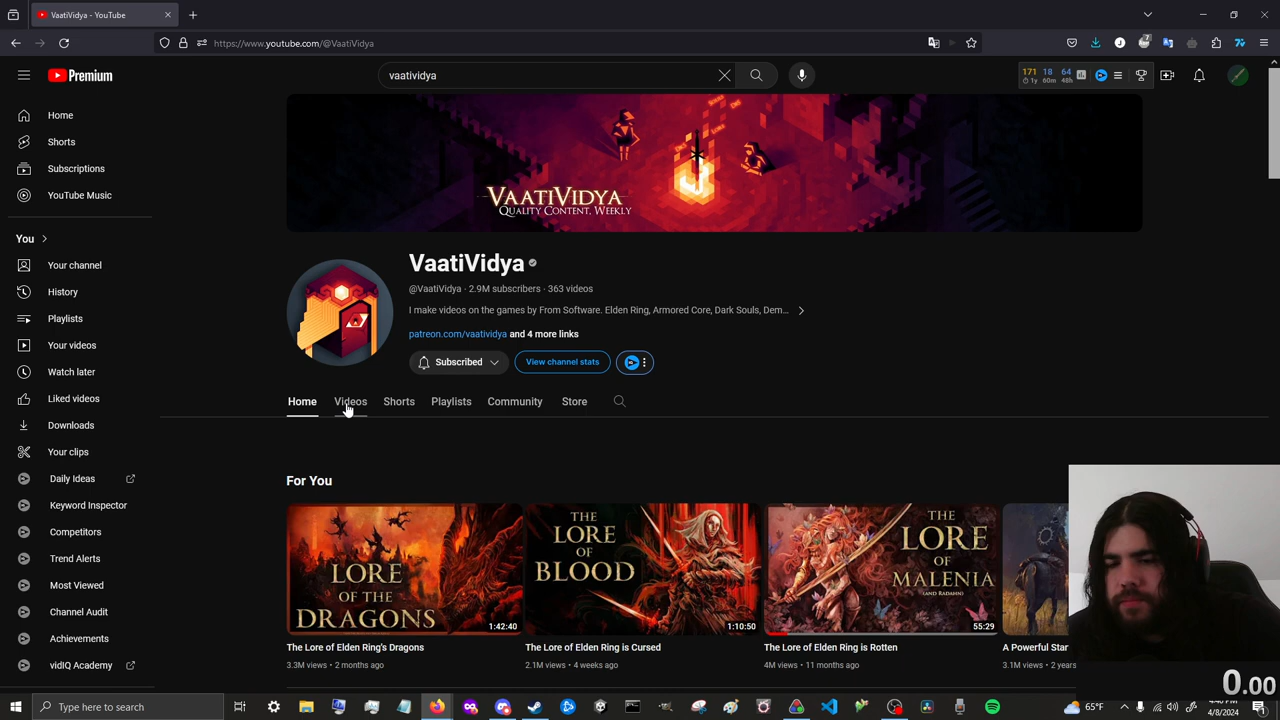 VaatiVidya - YouTube
https://www.youtube.com/@VaatiVidya
Premium
vaatividya
171 18 64
1y 60m 48h
Home
Shorts
Subscriptions
YouTube Music
You
Your channel
History
Playlists
Your videos
Watch later
Liked videos
Downloads
Your clips
Daily Ideas
Keyword Inspector
Competitors
Trend Alerts
Most Viewed
Channel Audit
Achievements
vidIQ Academy
VAATIVIDYA
QUALITY CONTENT, WEEKLY
VaatiVidya
@VaatiVidya · 2.9M subscribers · 363 videos
I make videos on the games by From Software. Elden Ring, Armored Core, Dark Souls, Dem...
patreon.com/vaatividya and 4 more links
Subscribed
View channel stats
Home Videos Shorts Playlists Community Store
For You
LORE
OF THE
DRAGONS
1:42:40
The Lore of Elden Ring's Dragons
3.3M views • 2 months ago
THE
LORE
OF
BLOOD
1:10:50
The Lore of Elden Ring is Cursed
2.1M views • 4 weeks ago
THE
LORE
OF
MALENIA
(AND RADAHN)
55:29
The Lore of Elden Ring is Rotten
4M views • 11 months ago
A Powerful Star
3.1M views • 2 years
0.00
Type here to search
65°F
4/8/2024